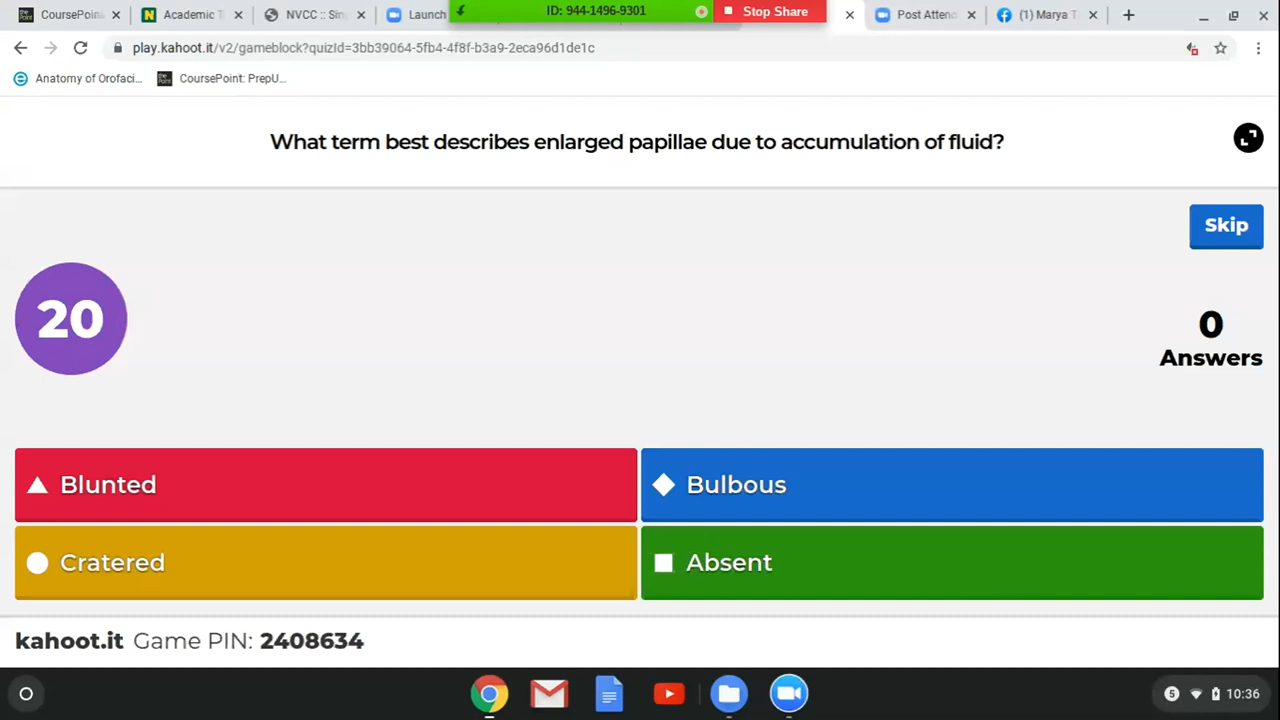 CoursePoin
Academic T
NVCC :: Sin
Launch
ID: 944-1496-9301
Stop Share
Post Attend
(1) Marya T
play.kahoot.it/v2/gameblock?quizId=3bb39064-5fb4-4f8f-b3a9-2eca96d1de1c
Anatomy of Orofaci...
CoursePoint: PrepU...
What term best describes enlarged papillae due to accumulation of fluid?
Skip
20
0
Answers
Blunted
Bulbous
Cratered
Absent
kahoot.it Game PIN: 2408634
5
10:36